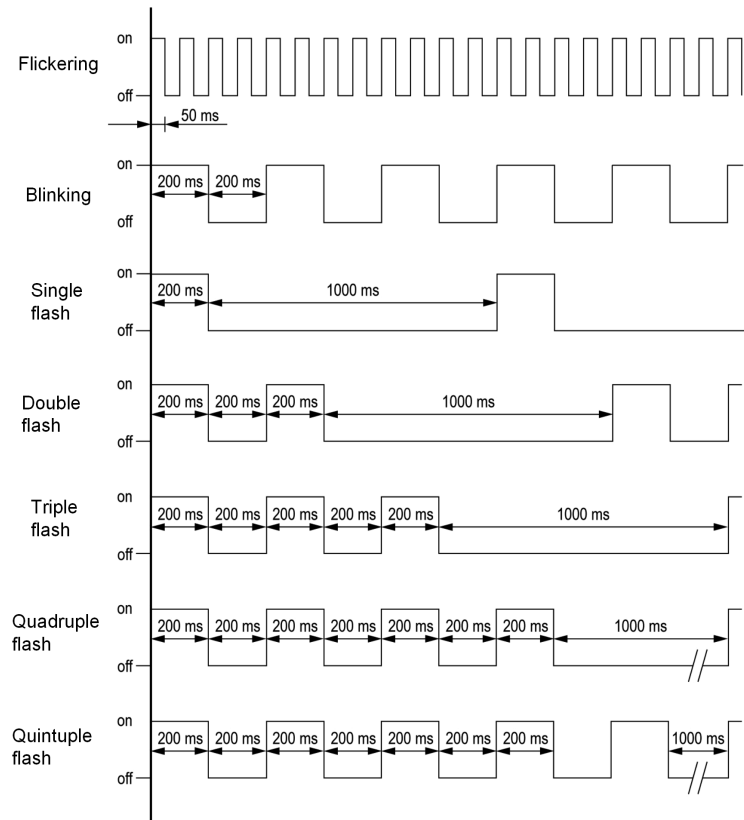 on
Flickering
off
50 ms
on
200 ms 200 ms
Blinking
off
on
Single
flash
200 ms 1000 ms
off
on
Double
flash
200 ms 200 ms 200 ms 1000 ms
off
on
Triple
flash
200 ms 200 ms 200 ms 200 ms 200 ms 1000 ms
off
on
Quadruple
flash
200 ms 200 ms 200 ms 200 ms 200 ms 200 ms 200 ms 1000 ms
off
on
Quintuple
flash
200 ms 200 ms 200 ms 200 ms 200 ms 200 ms 200 ms 1000 ms
off